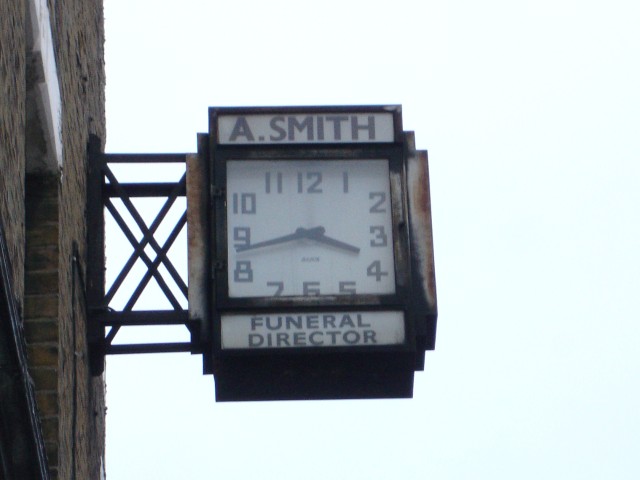 A. SMITH
11 12 1
10 2
9 3
8 4
7 6 5
FUNERAL
DIRECTOR